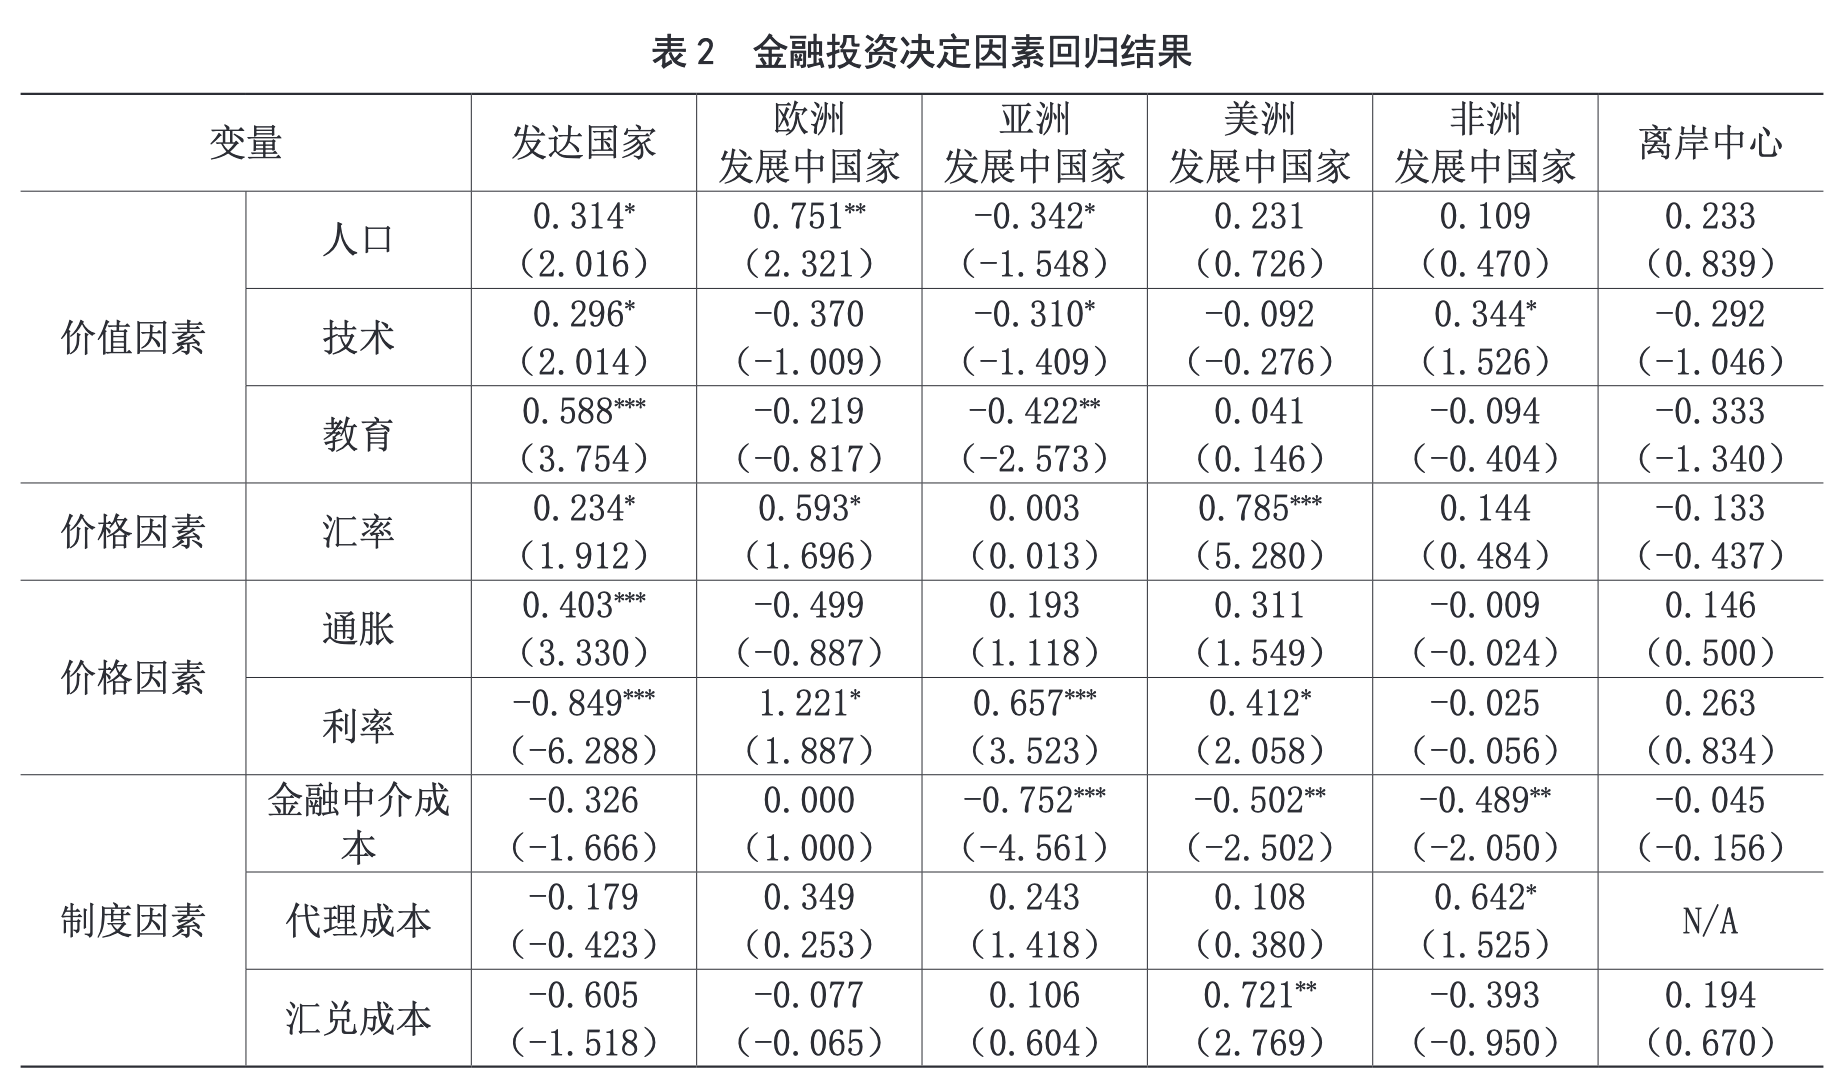 表 2 金融投资决定因素回归结果
变量 发达国家 欧洲 发展中国家 亚洲 发展中国家 美洲 发展中国家 非洲 发展中国家 离岸中心
价值因素 人口 0.314* 0.751** -0.342* 0.231 0.109 0.233
(2.016) (2.321) (-1.548) (0.726) (0.470) (0.839)
技术 0.296* -0.370 -0.310* -0.092 0.344* -0.292
(2.014) (-1.009) (-1.409) (-0.276) (1.526) (-1.046)
教育 0.588*** -0.219 -0.422** 0.041 -0.094 -0.333
(3.754) (-0.817) (-2.573) (0.146) (-0.404) (-1.340)
价格因素 汇率 0.234* 0.593* 0.003 0.785*** 0.144 -0.133
(1.912) (1.696) (0.013) (5.280) (0.484) (-0.437)
价格因素 通胀 0.403*** -0.499 0.193 0.311 -0.009 0.146
(3.330) (-0.887) (1.118) (1.549) (-0.024) (0.500)
利率 -0.849*** 1.221* 0.657*** 0.412* -0.025 0.263
(-6.288) (1.887) (3.523) (2.058) (-0.056) (0.834)
制度因素 金融中介成本 -0.326 0.000 -0.752*** -0.502** -0.489** -0.045
(-1.666) (1.000) (-4.561) (-2.502) (-2.050) (-0.156)
代理成本 -0.179 0.349 0.243 0.108 0.642* N/A
(-0.423) (0.253) (1.418) (0.380) (1.525)
汇兑成本 -0.605 -0.077 0.106 0.721** -0.393 0.194
(-1.518) (-0.065) (0.604) (2.769) (-0.950) (0.670)